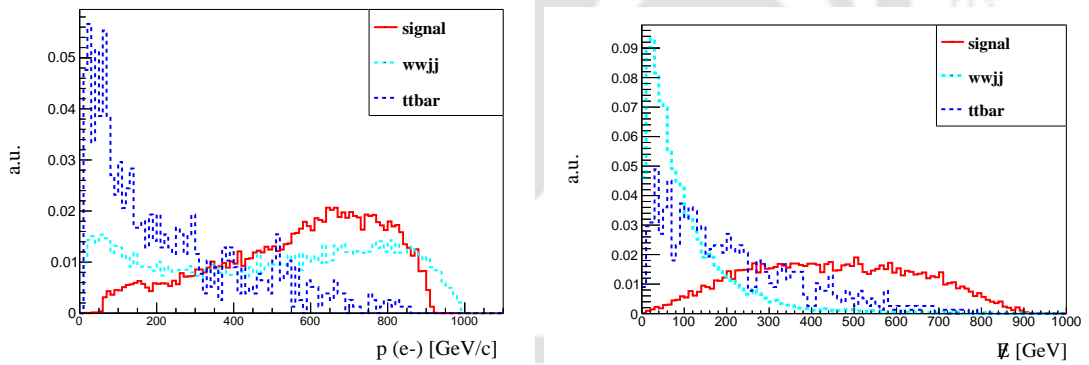 signal
wwjj
ttbar
0.05
0.04
0.03
0.02
0.01
0
a.u.
0 200 400 600 800 1000
p (e-) [GeV/c]
signal
wwjj
ttbar
0.09
0.08
0.07
0.06
0.05
0.04
0.03
0.02
0.01
0
a.u.
0 100 200 300 400 500 600 700 800 900 1000
E̸ [GeV]